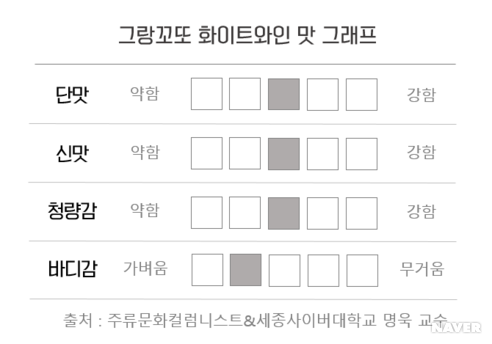 그랑꼬또 화이트와인 맛 그래프
단맛 약함 강함
신맛 약함 강함
청량감 약함 강함
바디감 가벼움 무거움
출처 : 주류문화컬럼니스트&세종사이버대학교 명욱 교수
NAVER